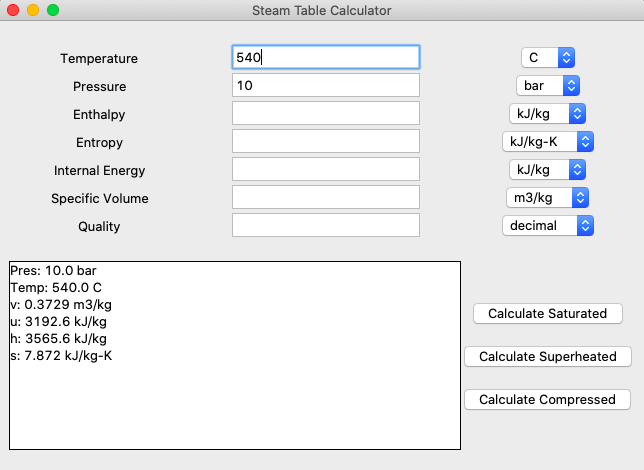 Steam Table Calculator
Temperature 540 C
Pressure 10 bar
Enthalpy kJ/kg
Entropy kJ/kg-K
Internal Energy kJ/kg
Specific Volume m3/kg
Quality decimal
Pres: 10.0 bar
Temp: 540.0 C
v: 0.3729 m3/kg
u: 3192.6 kJ/kg
h: 3565.6 kJ/kg
s: 7.872 kJ/kg-K
Calculate Saturated
Calculate Superheated
Calculate Compressed